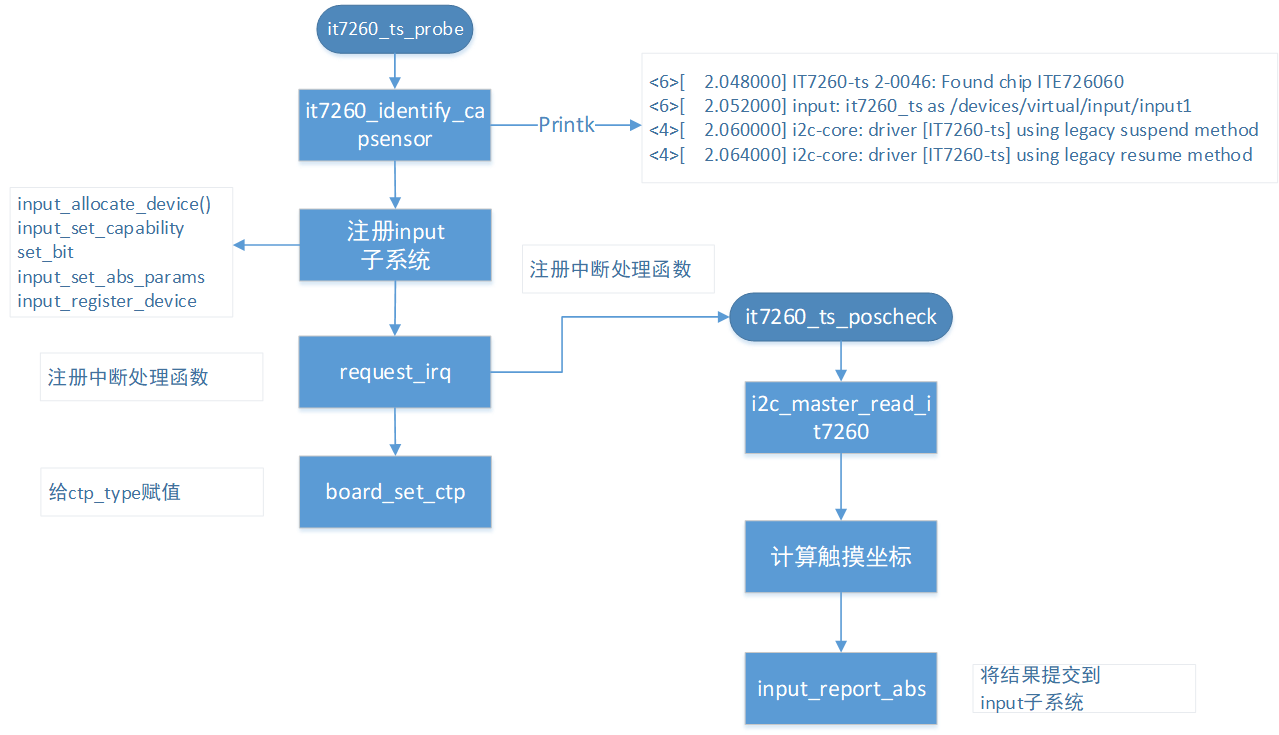 it7260_ts_probe
it7260_identify_ca
psensor
Printk
<6>[    2.048000] IT7260-ts 2-0046: Found chip ITE726060
<6>[    2.052000] input: it7260_ts as /devices/virtual/input/input1
<4>[    2.060000] i2c-core: driver [IT7260-ts] using legacy suspend method
<4>[    2.064000] i2c-core: driver [IT7260-ts] using legacy resume method
input_allocate_device()
input_set_capability
set_bit
input_set_abs_params
input_register_device
注册input
子系统
注册中断处理函数
注册中断处理函数
request_irq
给ctp_type赋值
board_set_ctp
it7260_ts_poscheck
i2c_master_read_i
t7260
计算触摸坐标
input_report_abs
将结果提交到
input子系统